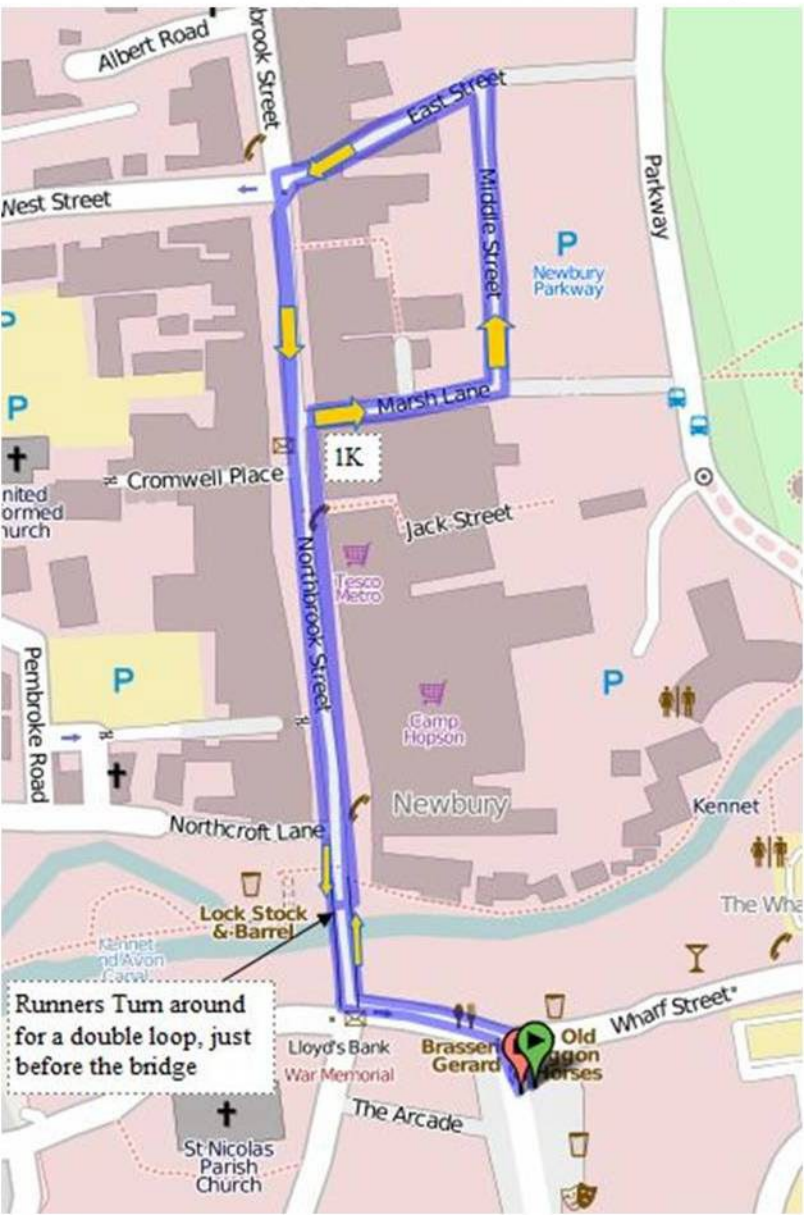 Albert Road
brook Street
East Street
West Street
Middle Street
Parkway
P
Newbury
Parkway
P
P
Marsh Lane
1K
Cromwell Place
nited
ormed
hurch
Jack Street
Tesco
Metro
Northbrook Street
P
P
Camp
Hopson
Pembroke Road
Newbury
Kennet
Northcroft Lane
Lock Stock
& Barrel
The Wha
Kennet
nd Avon
Canal
Runners Turn around
for a double loop, just
before the bridge
Wharf Street
Lloyd's Bank
War Memorial
Brasseri
Gerard
Old
ggon
orses
The Arcade
St Nicolas
Parish
Church